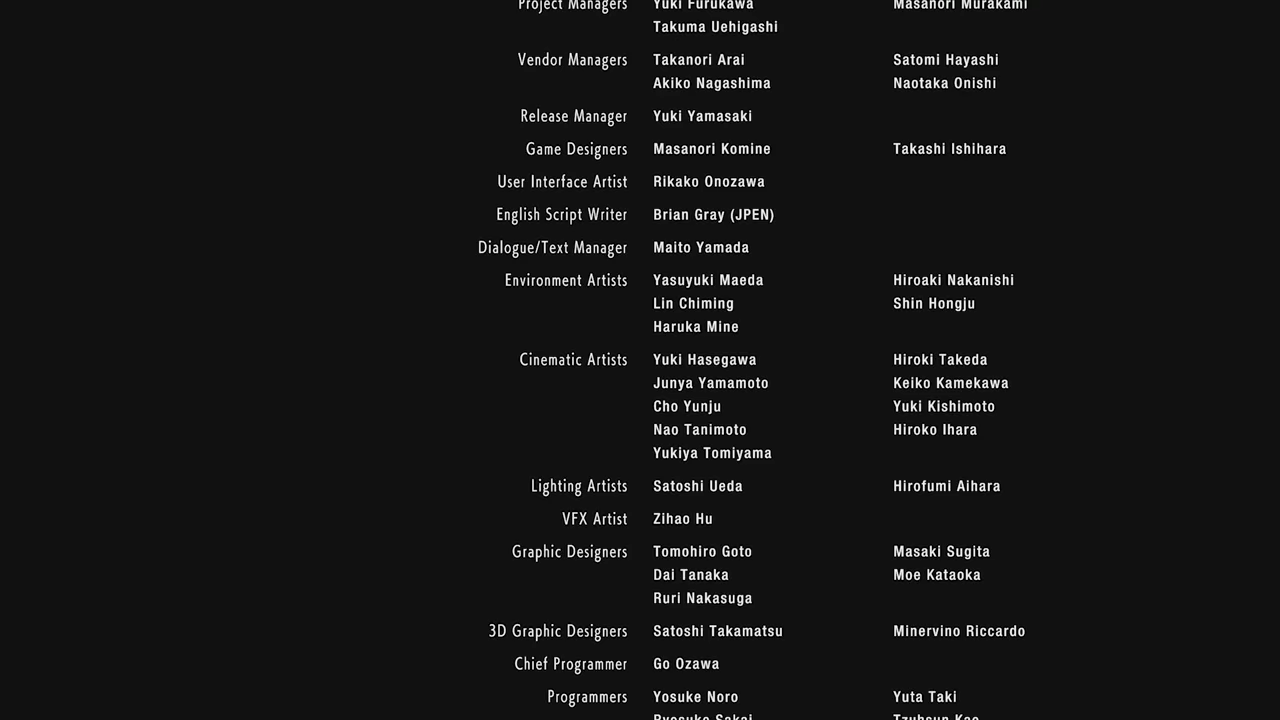 Project Managers Yuki Furukawa Masanori Murakami
Takuma Uehigashi
Vendor Managers Takanori Arai Satomi Hayashi
Akiko Nagashima Naotaka Onishi
Release Manager Yuki Yamasaki
Game Designers Masanori Komine Takashi Ishihara
User Interface Artist Rikako Onozawa
English Script Writer Brian Gray (JPEN)
Dialogue/Text Manager Maito Yamada
Environment Artists Yasuyuki Maeda Hiroaki Nakanishi
Lin Chiming Shin Hongju
Haruka Mine
Cinematic Artists Yuki Hasegawa Hiroki Takeda
Junya Yamamoto Keiko Kamekawa
Cho Yunju Yuki Kishimoto
Nao Tanimoto Hiroko Ihara
Yukiya Tomiyama
Lighting Artists Satoshi Ueda Hirofumi Aihara
VFX Artist Zihao Hu
Graphic Designers Tomohiro Goto Masaki Sugita
Dai Tanaka Moe Kataoka
Ruri Nakasuga
3D Graphic Designers Satoshi Takamatsu Minervino Riccardo
Chief Programmer Go Ozawa
Programmers Yosuke Noro Yuta Taki
Ryosuke Sakai Tzuhsun Kao